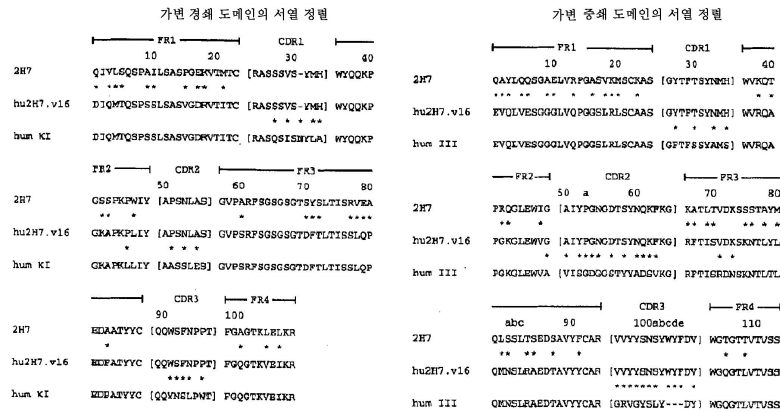 가변 경쇄 도메인의 서열 정렬
FR1 CDR1
10 20 30 40
2H7 QIVLSQSPAILSASPGEKVTMTC [RASSSVS-YMH] WYQQKP
* *** ** *** *
hu2H7.v16 DIQMTQSPSSLSASVGDRVTITC [RASSSVS-YMH] WYQQKP
* * **
hum KI DIQMTQSPSSLSASVGDRVTITC [RASQSISNYLA] WYQQKP
FR2 CDR2 FR3
50 60 70 80
2H7 GSSPKPWIY [APSNLAS] GVPARFSGSGSGTSYSLTISRVEA
** * * *** ****
hu2H7.v16 GKAPKPLIY [APSNLAS] GVPSRFSGSGSGTDFTLTISSLQP
* * * *
hum KI GKAPKLLIY [AASSLES] GVPSRFSGSGSGTDFTLTISSLQP
CDR3 FR4
90 100
2H7 EDAATYYC [QQWSFNPPT] FGAGTKLELKR
* * * *
hu2H7.v16 EDFATYYC [QQWSFNPPT] FGQGTKVEIKR
**** *
hum KI EDFATYYC [QQYNSLPWT] FGQGTKVEIKR
가변 중쇄 도메인의 서열 정렬
FR1 CDR1
10 20 30 40
2H7 QAYLQQSGAELVRPGASVKMSCKAS [GYTFTSYNMH] WVKQT
hu2H7.v16 EVQLVESGGGLVQPGGSLRLSCAAS [GYTFTSYNMH] WVRQA
* * * *
hum III EVQLVESGGGLVQPGGSLRLSCAAS [GFTFSSYAMS] WVRQA
FR2 CDR2 FR3
50 a 60 70 80
2H7 PRQGLEWIG [AIYPGNGDTSYNQKFKG] KATLTVDKSSSTAYM
hu2H7.v16 PGKGLEWVG [AIYPGNGDTSYNQKFKG] RFTISVDKSKNTLYL
hum III PGKGLEWVA [VISGDGGSTYYADSVKG] RFTISRDNSKNTLTL
CDR3 FR4
abc 90 100abcde 110
2H7 QLSSLTSEDSAVYFCAR [VVYYSNSYWYFDV] WGTGTTVTVSS
hu2H7.v16 QMNSLRAEDTAVYYCAR [VVYYSNSYWYFDV] WGQGTLVTVSS
hum III QMNSLRAEDTAVYYCAR [GRVGYSLY---DY] WGQGTLVTVSS